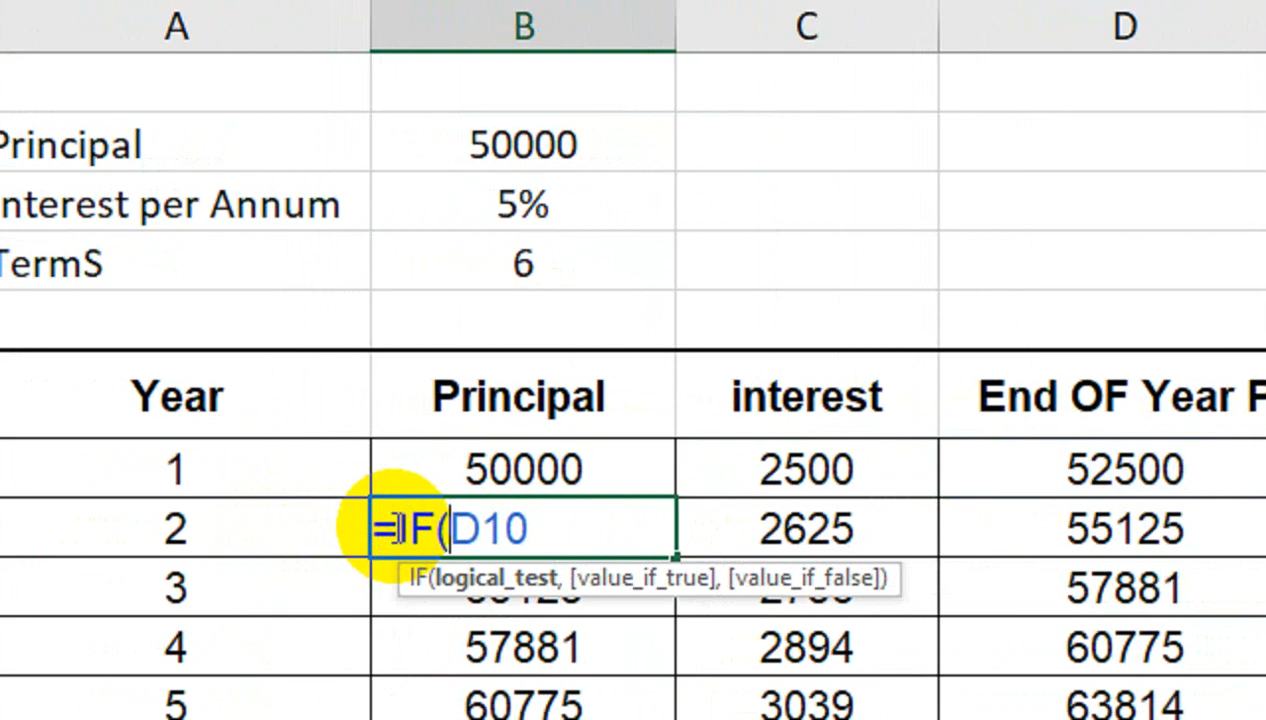 A B C D
Principal 50000
nterest per Annum 5%
TermS 6
Year Principal interest End OF Year P
1 50000 2500 52500
2 =IF(D10 2625 55125
IF(logical_test, [value_if_true], [value_if_false])
3 57881
4 57881 2894 60775
5 60775 3039 63814